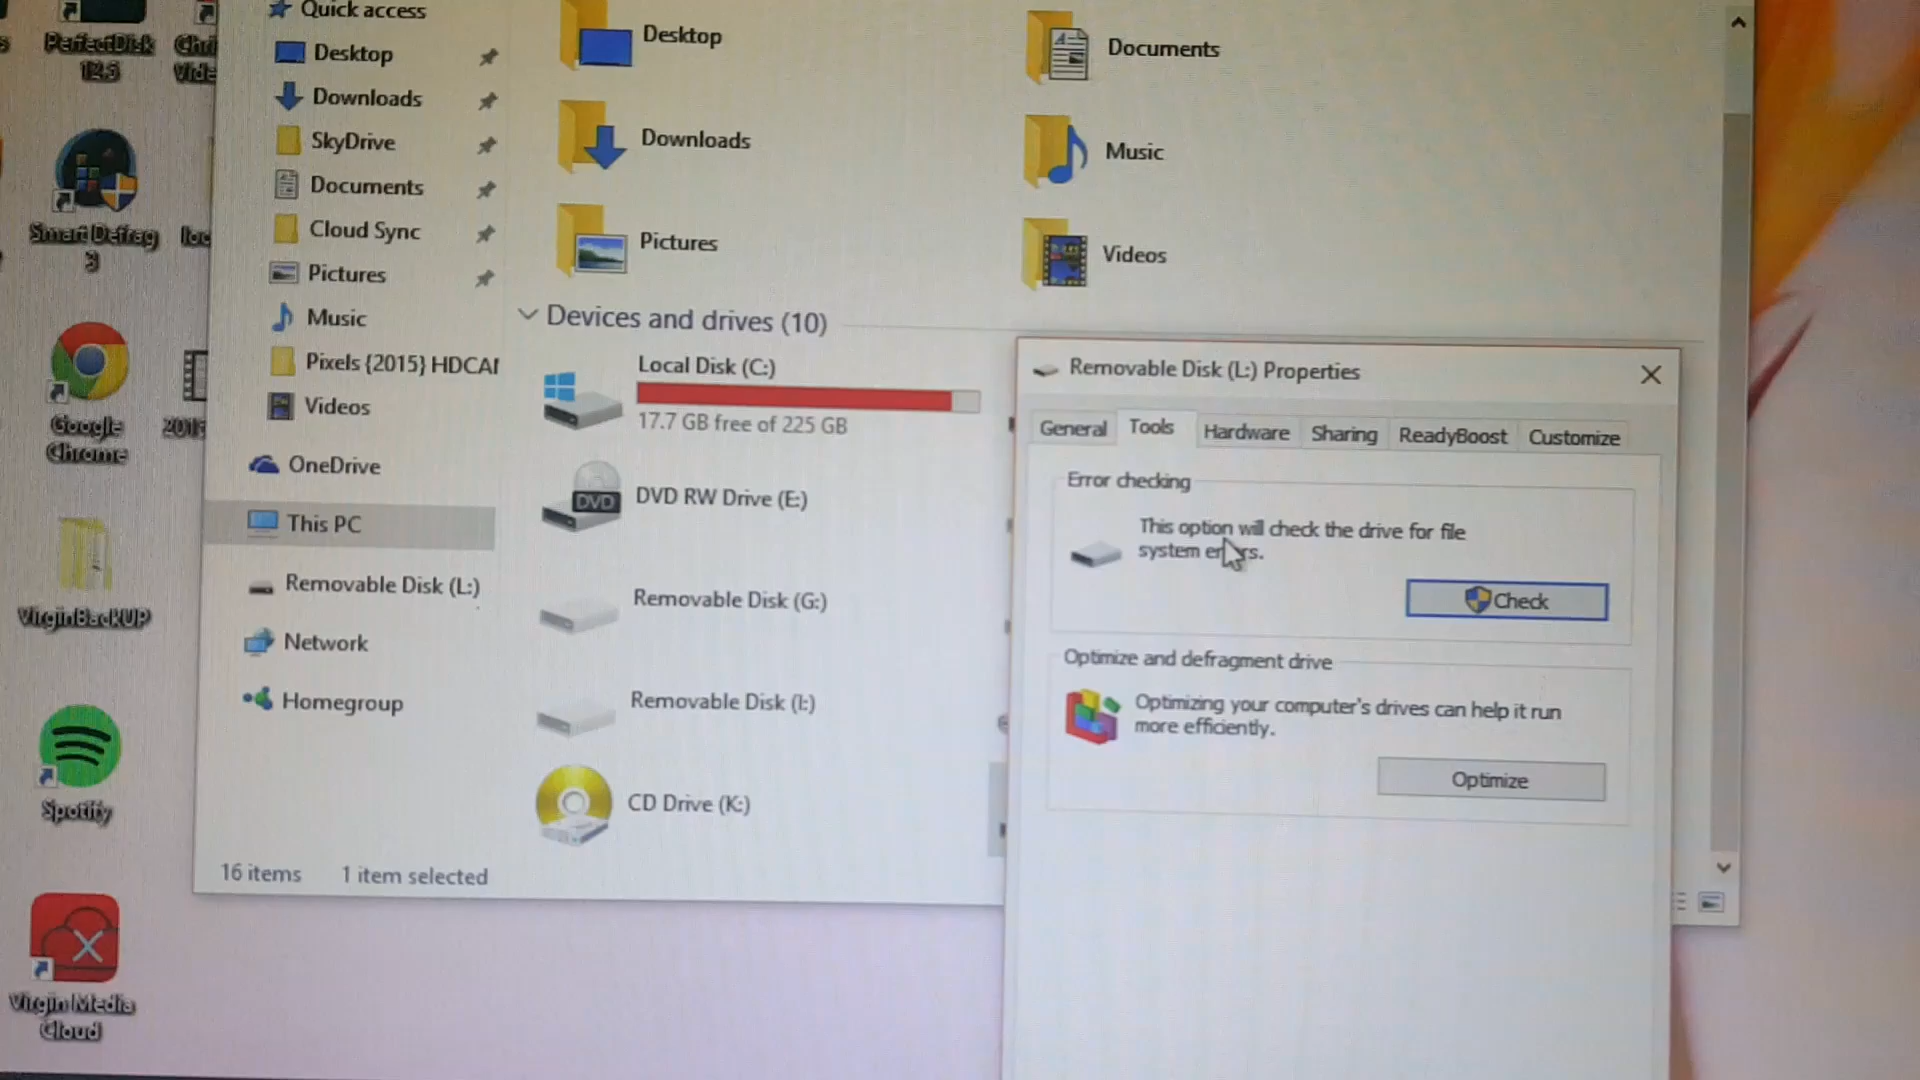 PerfectDisk
12.5
Smart Defrag
3
Google
Chrome
VirginBackUP
Spotify
Virgin Media
Cloud
Quick access
Desktop
Downloads
SkyDrive
Documents
Cloud Sync
Pictures
Music
Pixels {2015} HDCAM
Videos
OneDrive
This PC
Removable Disk (L:)
Network
Homegroup
16 items 1 item selected
Desktop
Documents
Downloads
Music
Pictures
Videos
Devices and drives (10)
Local Disk (C:)
17.7 GB free of 225 GB
DVD
DVD RW Drive (E:)
Removable Disk (G:)
Removable Disk (I:)
CD Drive (K:)
Removable Disk (L:) Properties
General Tools Hardware Sharing ReadyBoost Customize
Error checking
This option will check the drive for file
system errors.
Check
Optimize and defragment drive
Optimizing your computer's drives can help it run
more efficiently.
Optimize